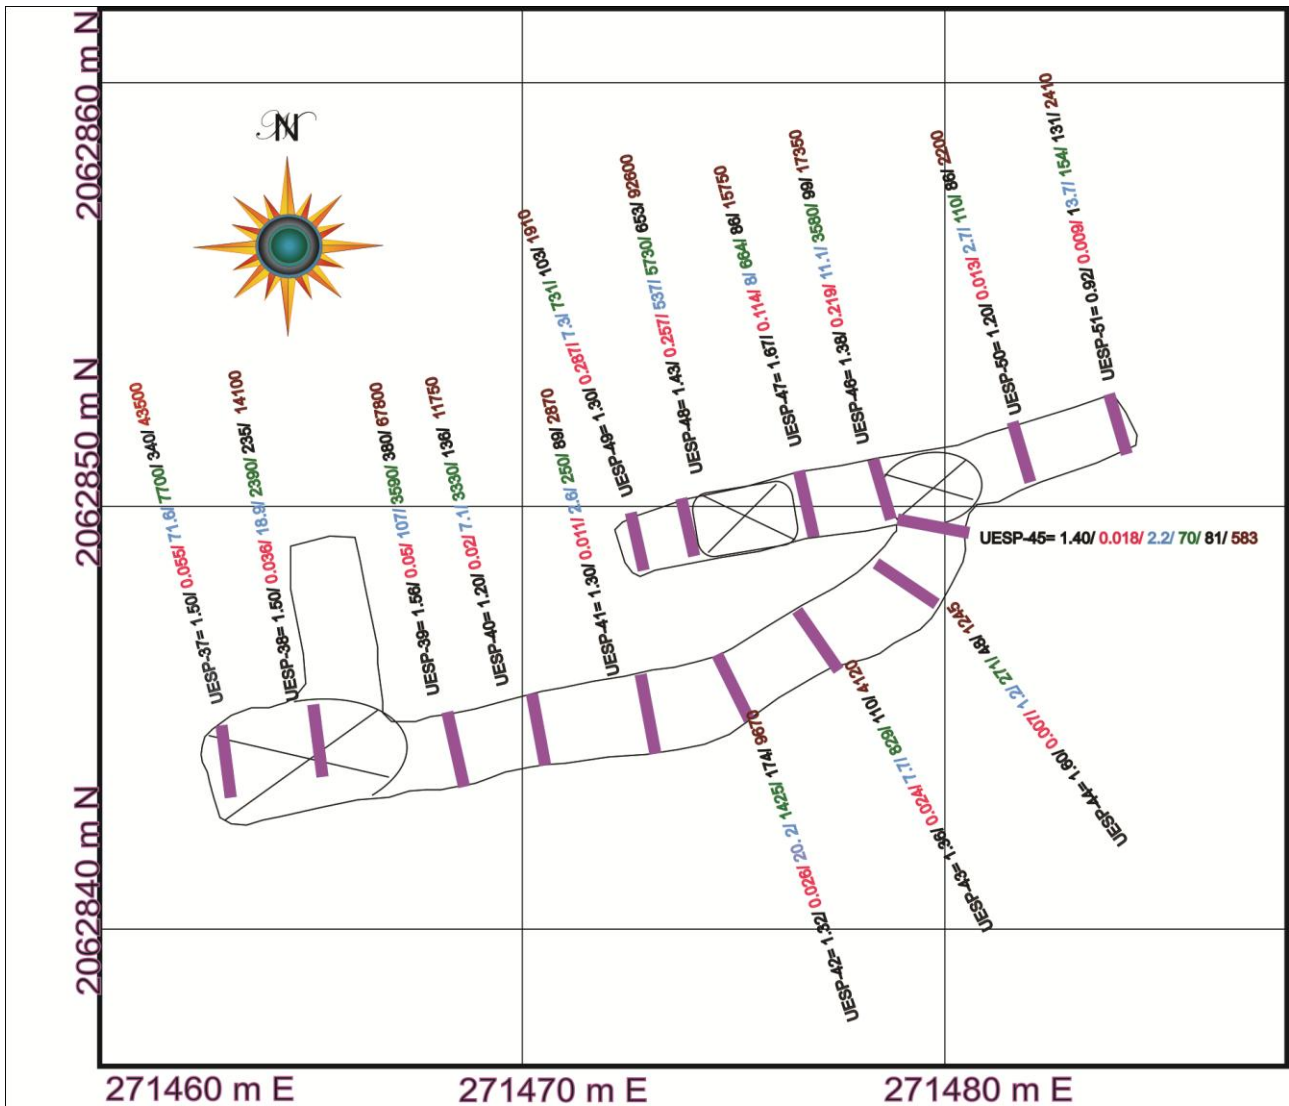 N
2062860 m N
2062850 m N
2062840 m N
271460 m E
271470 m E
271480 m E
UESP-37= 1.50/ 0.055/ 71.6/ 7700/ 340/ 43500
UESP-38= 1.50/ 0.036/ 18.9/ 2390/ 235/ 14100
UESP-39= 1.56/ 0.05/ 107/ 3590/ 380/ 67800
UESP-40= 1.20/ 0.02/ 7.1/ 3330/ 136/ 11750
UESP-41= 1.30/ 0.011/ 2.6/ 250/ 89/ 2870
UESP-49= 1.30/ 0.287/ 7.3/ 731/ 103/ 1910
UESP-48= 1.43/ 0.257/ 537/ 5730/ 653/ 92600
UESP-47= 1.67/ 0.114/ 8/ 664/ 86/ 15750
UESP-46= 1.38/ 0.219/ 11.1/ 3580/ 99/ 17350
UESP-50= 1.20/ 0.013/ 2.7/ 110/ 86/ 2200
UESP-51= 0.92/ 0.009/ 13.7/ 154/ 131/ 2410
UESP-45= 1.40/ 0.018/ 2.2/ 70/ 81/ 583
UESP-44= 1.60/ 0.007/ 1.2/ 271/ 48/ 1245
UESP-43= 1.36/ 0.024/ 7.7/ 829/ 110/ 4120
UESP-42= 1.32/ 0.026/ 20.2/ 1425/ 174/ 9670